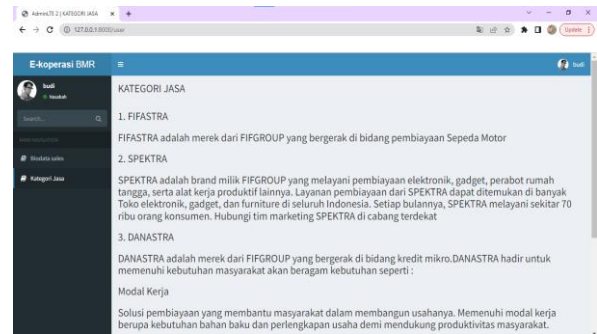 AdminLTE 2 | KATEGORI JASA
127.0.0.1:8000/user
Update
E-koperasi BMR
budi
budi
Nasabah
Search...
MAIN NAVIGATION
Biodata sales
Kategori Jasa
KATEGORI JASA
1. FIFASTRA
FIFASTRA adalah merek dari FIFGROUP yang bergerak di bidang pembiayaan Sepeda Motor
2. SPEKTRA
SPEKTRA adalah brand milik FIFGROUP yang melayani pembiayaan elektronik, gadget, perabot rumah
tangga, serta alat kerja produktif lainnya. Layanan pembiayaan dari SPEKTRA dapat ditemukan di banyak
Toko elektronik, gadget, dan furniture di seluruh Indonesia. Setiap bulannya, SPEKTRA melayani sekitar 70
ribu orang konsumen. Hubungi tim marketing SPEKTRA di cabang terdekat
3. DANASTRA
DANASTRA adalah merek dari FIFGROUP yang bergerak di bidang kredit mikro.DANASTRA hadir untuk
memenuhi kebutuhan masyarakat akan beragam kebutuhan seperti :
Modal Kerja
Solusi pembiayaan yang membantu masyarakat dalam membangun usahanya. Memenuhi modal kerja
berupa kebutuhan bahan baku dan perlengkapan usaha demi mendukung produktivitas masyarakat.